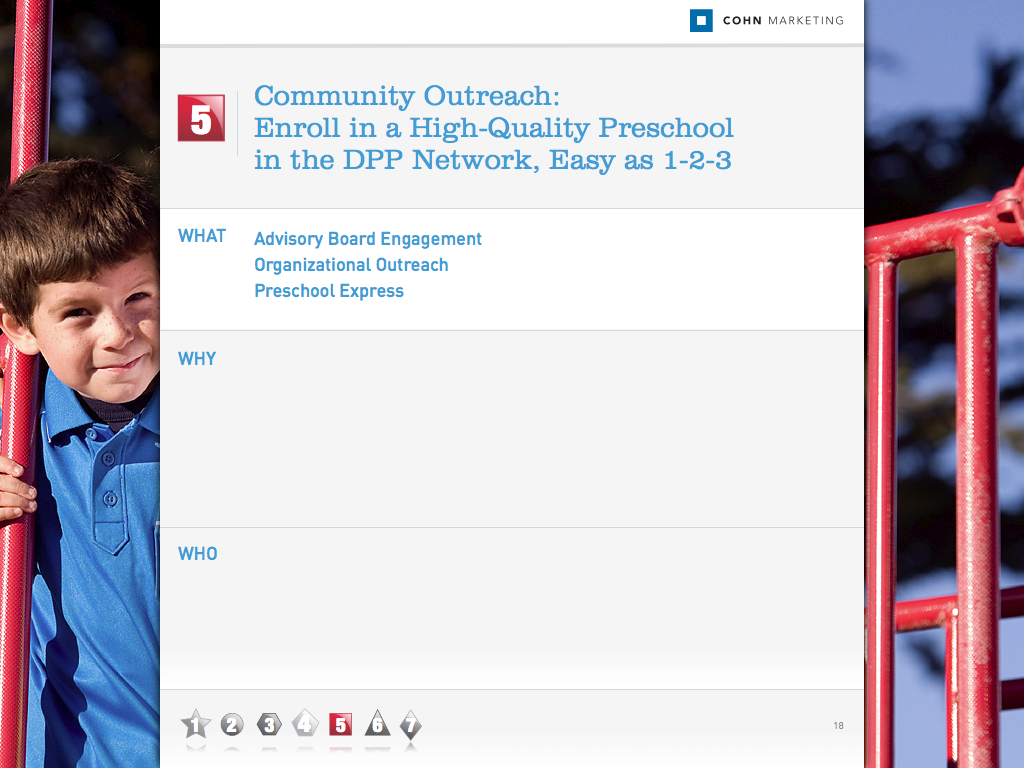 COHN MARKETING
5
Community Outreach:
Enroll in a High-Quality Preschool
in the DPP Network, Easy as 1-2-3
WHAT
Advisory Board Engagement
Organizational Outreach
Preschool Express
WHY
WHO
1 2 3 4 5 6 7
18